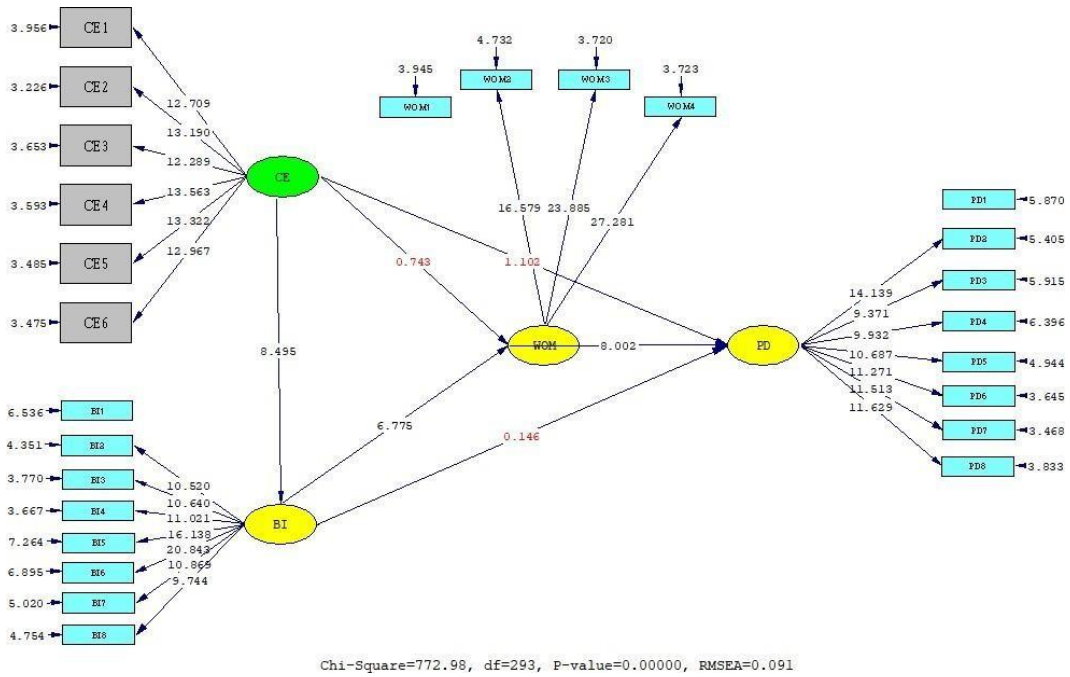 3.956
CE1
3.226
CE2
3.653
CE3
3.593
CE4
3.485
CE5
3.475
CE6
12.709
13.190
12.289
13.563
13.322
12.967
CE
3.945
WOM1
4.732
WOM2
3.720
WOM3
3.723
WOM4
16.579
23.885
27.281
0.743
1.102
8.495
WOM
8.002
PD
6.775
0.146
PD1
5.870
PD2
5.405
PD3
5.915
PD4
6.396
PD5
4.944
PD6
3.645
PD7
3.468
PD8
3.833
14.139
9.371
9.932
10.687
11.271
11.513
11.629
6.536
BI1
4.351
BI2
3.770
BI3
3.667
BI4
7.264
BI5
6.895
BI6
5.020
BI7
4.754
BI8
10.520
10.640
11.021
16.138
20.843
10.869
9.744
BI
Chi-Square=772.98, df=293, P-value=0.00000, RMSEA=0.091